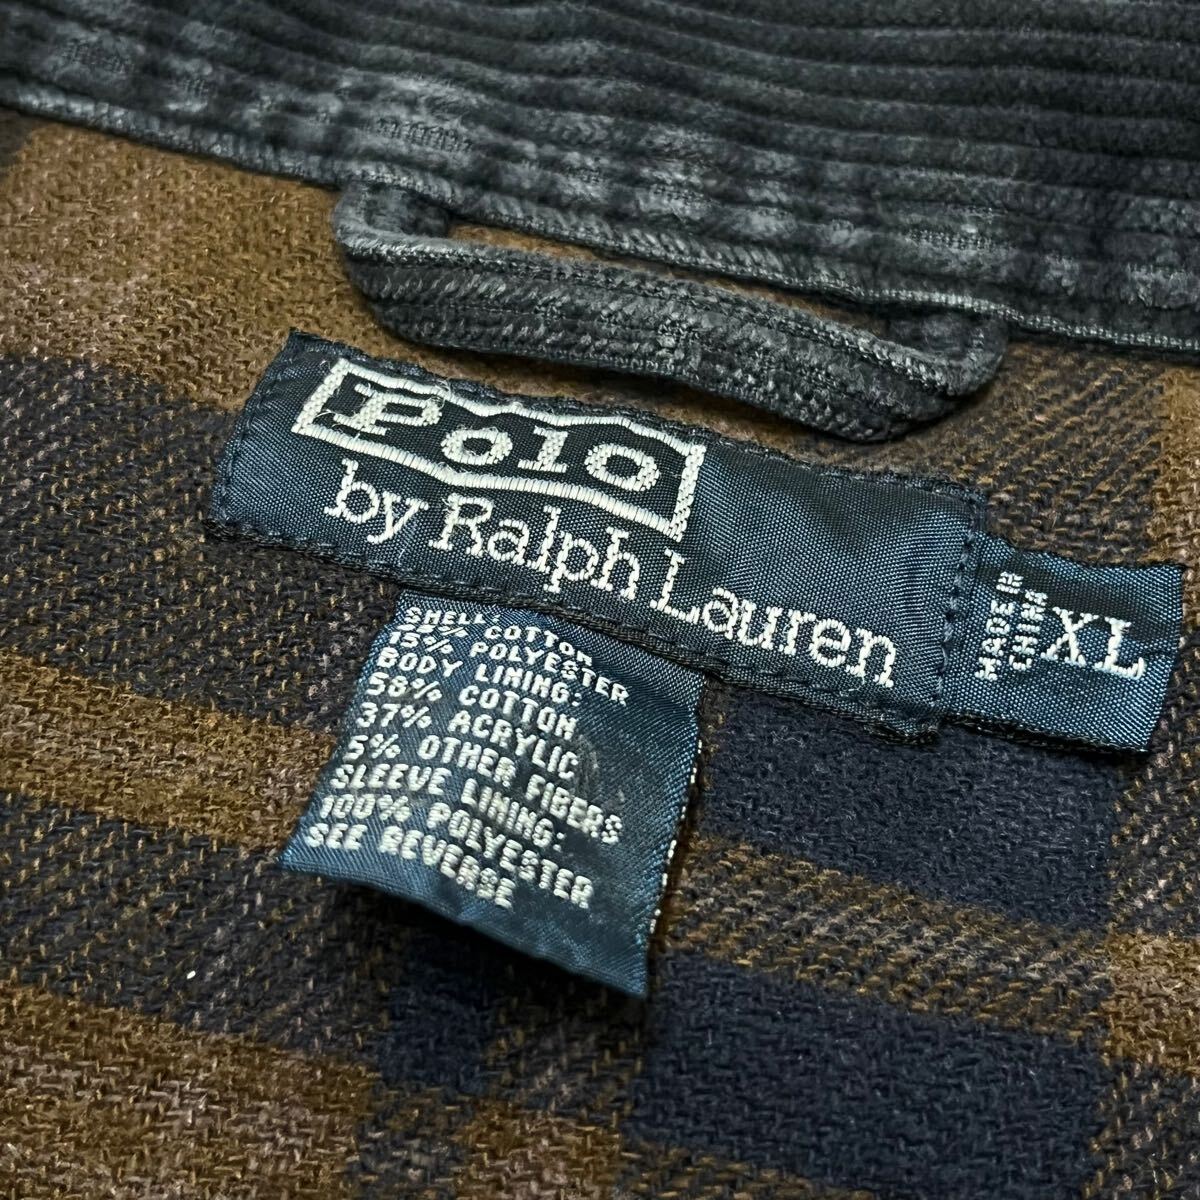 Polo
by Ralph Lauren
MADE IN
CHINA
XL
SHELL: COTTON
15% POLYESTER
BODY LINING:
58% COTTON
37% ACRYLIC
5% OTHER FIBERS
SLEEVE LINING:
100% POLYESTER
SEE REVERSE